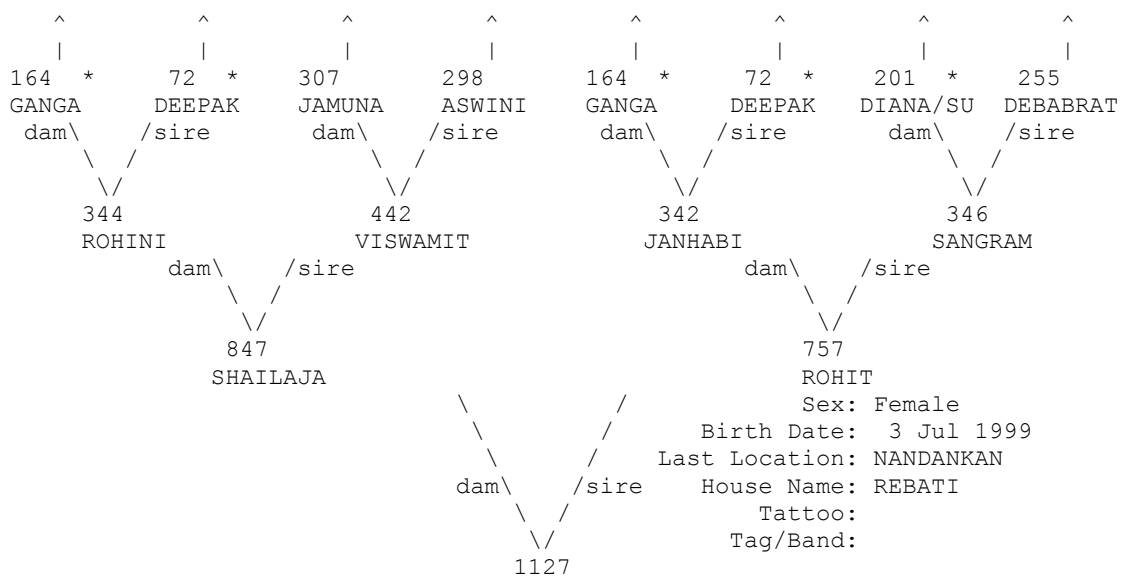 ^ ^ ^ ^ ^ ^ ^ ^
| | | | | | | |
164 * 72 * 307 298 164 * 72 * 201 * 255
GANGA DEEPAK JAMUNA ASWINI GANGA DEEPAK DIANA/SU DEBABRAT
dam\ /sire dam\ /sire dam\ /sire dam\ /sire
\ / \ / \ / \ /
\/ \/ \/ \/
344 442 342 346
ROHINI VISWAMIT JANHABI SANGRAM
dam\ /sire dam\ /sire
\ / \ /
\/ \/
847 757
SHAILAJA ROHIT
\ / Sex: Female
\ / Birth Date: 3 Jul 1999
\ / Last Location: NANDANKAN
dam\ /sire House Name: REBATI
\ / Tattoo:
\/ Tag/Band:
1127